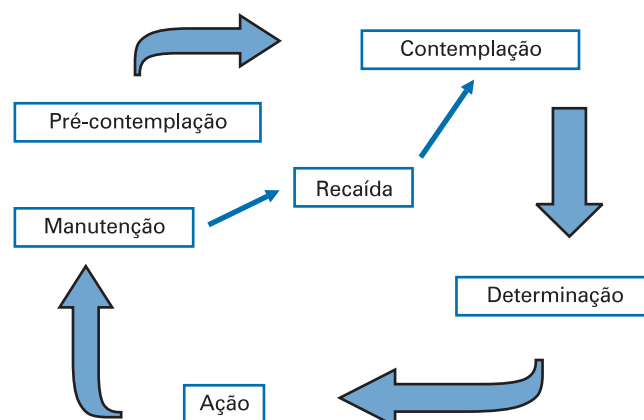 Contemplação
Pré-contemplação
Recaída
Manutenção
Determinação
Ação